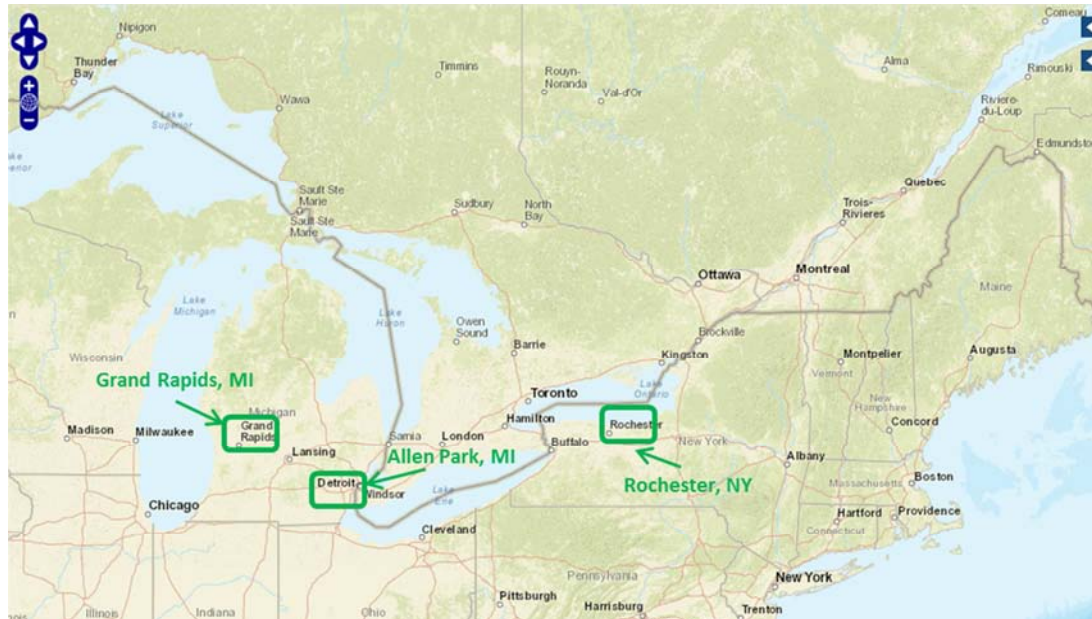 Comeau
Nipigon
Thunder
Bay
Timmins
Rouyn-
Noranda
Val-d'Or
Alma
Rimouski
Riviere-
du-Loup
Wawa
Lake
Superior
Edmundston
Sault Ste
Marie
Sault Ste
Marie
Sudbury
North
Bay
Quebec
Trois-
Rivieres
Ottawa
Montreal
Maine
Lake
Michigan
Lake
Huron
Owen
Sound
Barrie
Brockville
Kingston
Wisconsin
Montpelier
Vermont
Augusta
Grand Rapids, MI
Toronto
Lake
Ontario
New
Hampshire
Michigan
Grand
Rapids
Madison
Milwaukee
Hamilton
Rochester
Concord
Sarnia
London
Buffalo
New York
Lansing
Allen Park, MI
Albany
Detroit
Windsor
Lake
Erie
Rochester, NY
Massachusetts
Boston
Chicago
Cleveland
Hartford
Providence
Connecticut
Pennsylvania
New York
Illinois
Indiana
Ohio
Pittsburgh
Harrisburg
Trenton